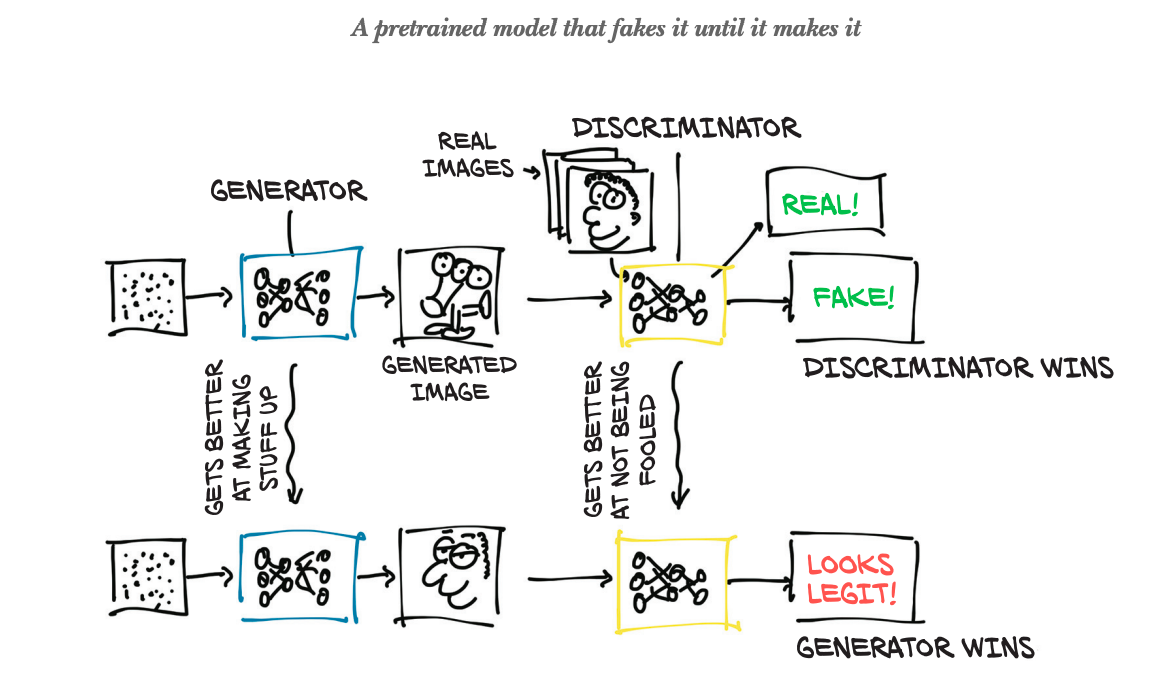 A pretrained model that fakes it until it makes it
DISCRIMINATOR
REAL
IMAGES
GENERATOR
REAL!
FAKE!
DISCRIMINATOR WINS
GENERATED
IMAGE
GETS BETTER
AT MAKING
STUFF UP
GETS BETTER
AT NOT BEING
FOOLED
LOOKS
LEGIT!
GENERATOR WINS